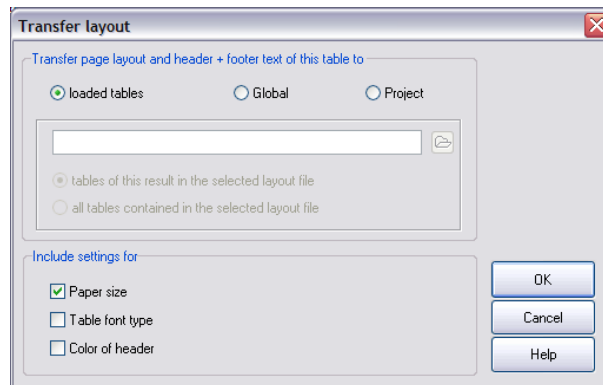 Transfer layout
Transfer page layout and header + footer text of this table to
loaded tables Global Project
tables of this result in the selected layout file
all tables contained in the selected layout file
Include settings for
Paper size
Table font type
Color of header
OK
Cancel
Help